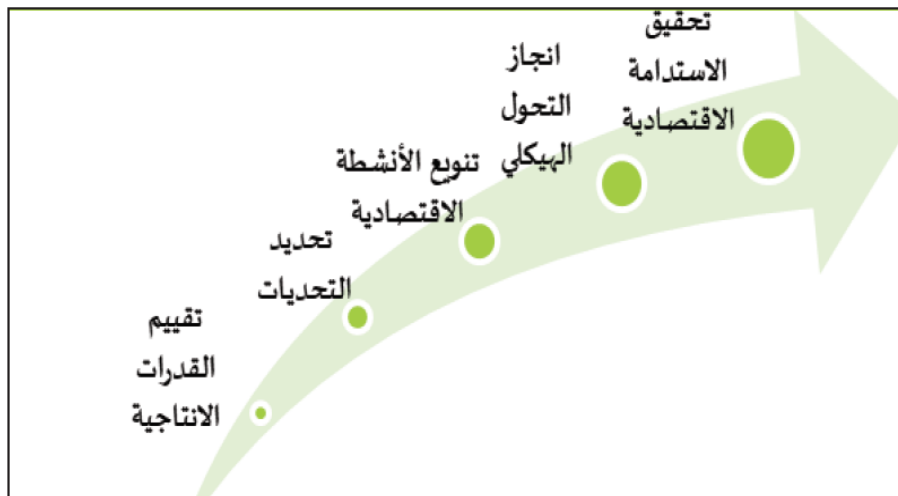 تقييم
القدرات
الانتاجية
تحديد
التحديات
تنويع الأنشطة
الاقتصادية
انجاز
التحول
الهيكلي
تحقيق
الاستدامة
الاقتصادية